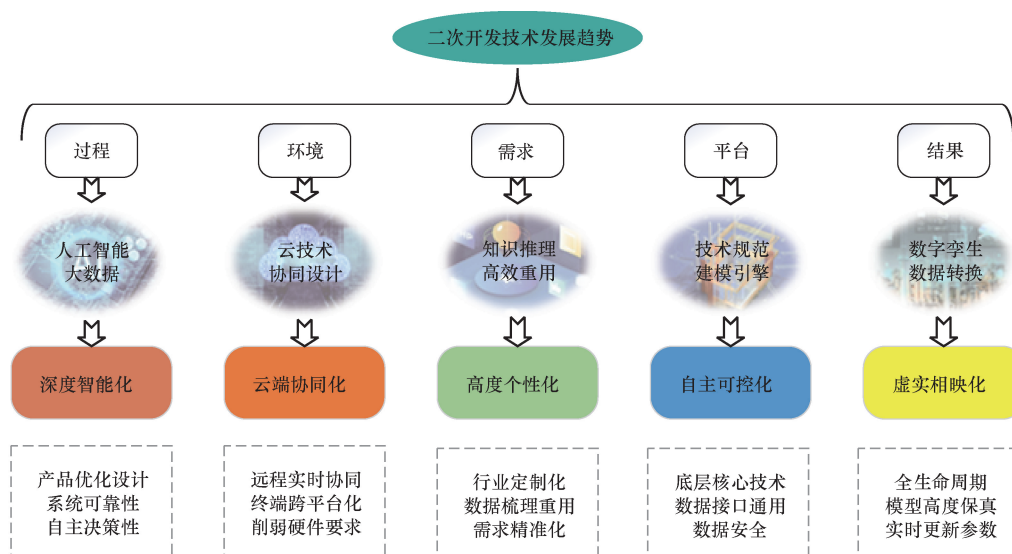 二次开发技术发展趋势
过程
环境
需求
平台
结果
人工智能
大数据
云技术
协同设计
知识推理
高效重用
技术规范
建模引擎
数字孪生
数据转换
深度智能化
云端协同化
高度个性化
自主可控化
虚实相映化
产品优化设计
系统可靠性
自主决策性
远程实时协同
终端跨平台化
削弱硬件要求
行业定制化
数据梳理重用
需求精准化
底层核心技术
数据接口通用
数据安全
全生命周期
模型高度保真
实时更新参数